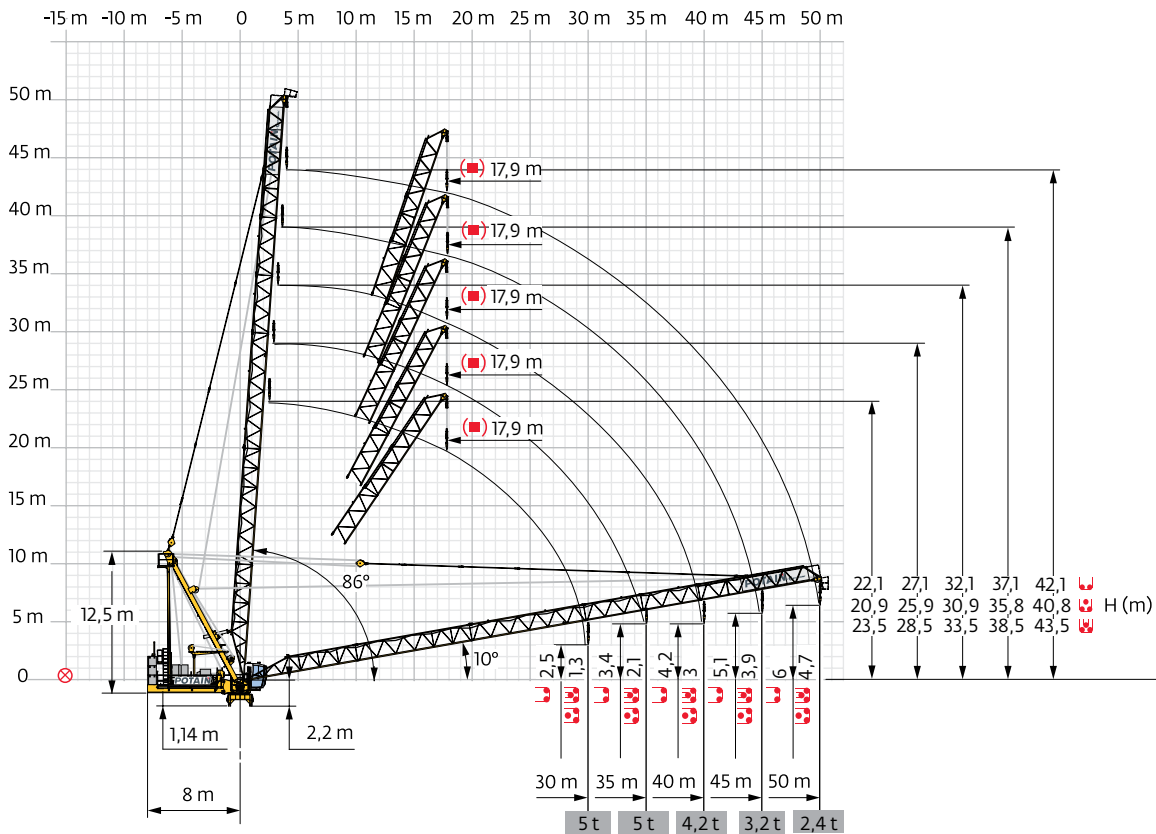 -15 m -10 m -5 m 0 5 m 10 m 15 m 20 m 25 m 30 m 35 m 40 m 45 m 50 m
50 m
45 m
40 m
35 m
30 m
25 m
20 m
15 m
10 m
5 m
0
POTAIN
17,9 m
17,9 m
17,9 m
17,9 m
17,9 m
86°
10°
POTAIN
POTAIN
12,5 m
22,1 27,1 32,1 37,1 42,1
20,9 25,9 30,9 35,8 40,8 H (m)
23,5 28,5 33,5 38,5 43,5
2,5 1,3 3,4 2,1 4,2 3 5,1 3,9 6 4,7
1,14 m 2,2 m
8 m
30 m 35 m 40 m 45 m 50 m
5 t 5 t 4,2 t 3,2 t 2,4 t